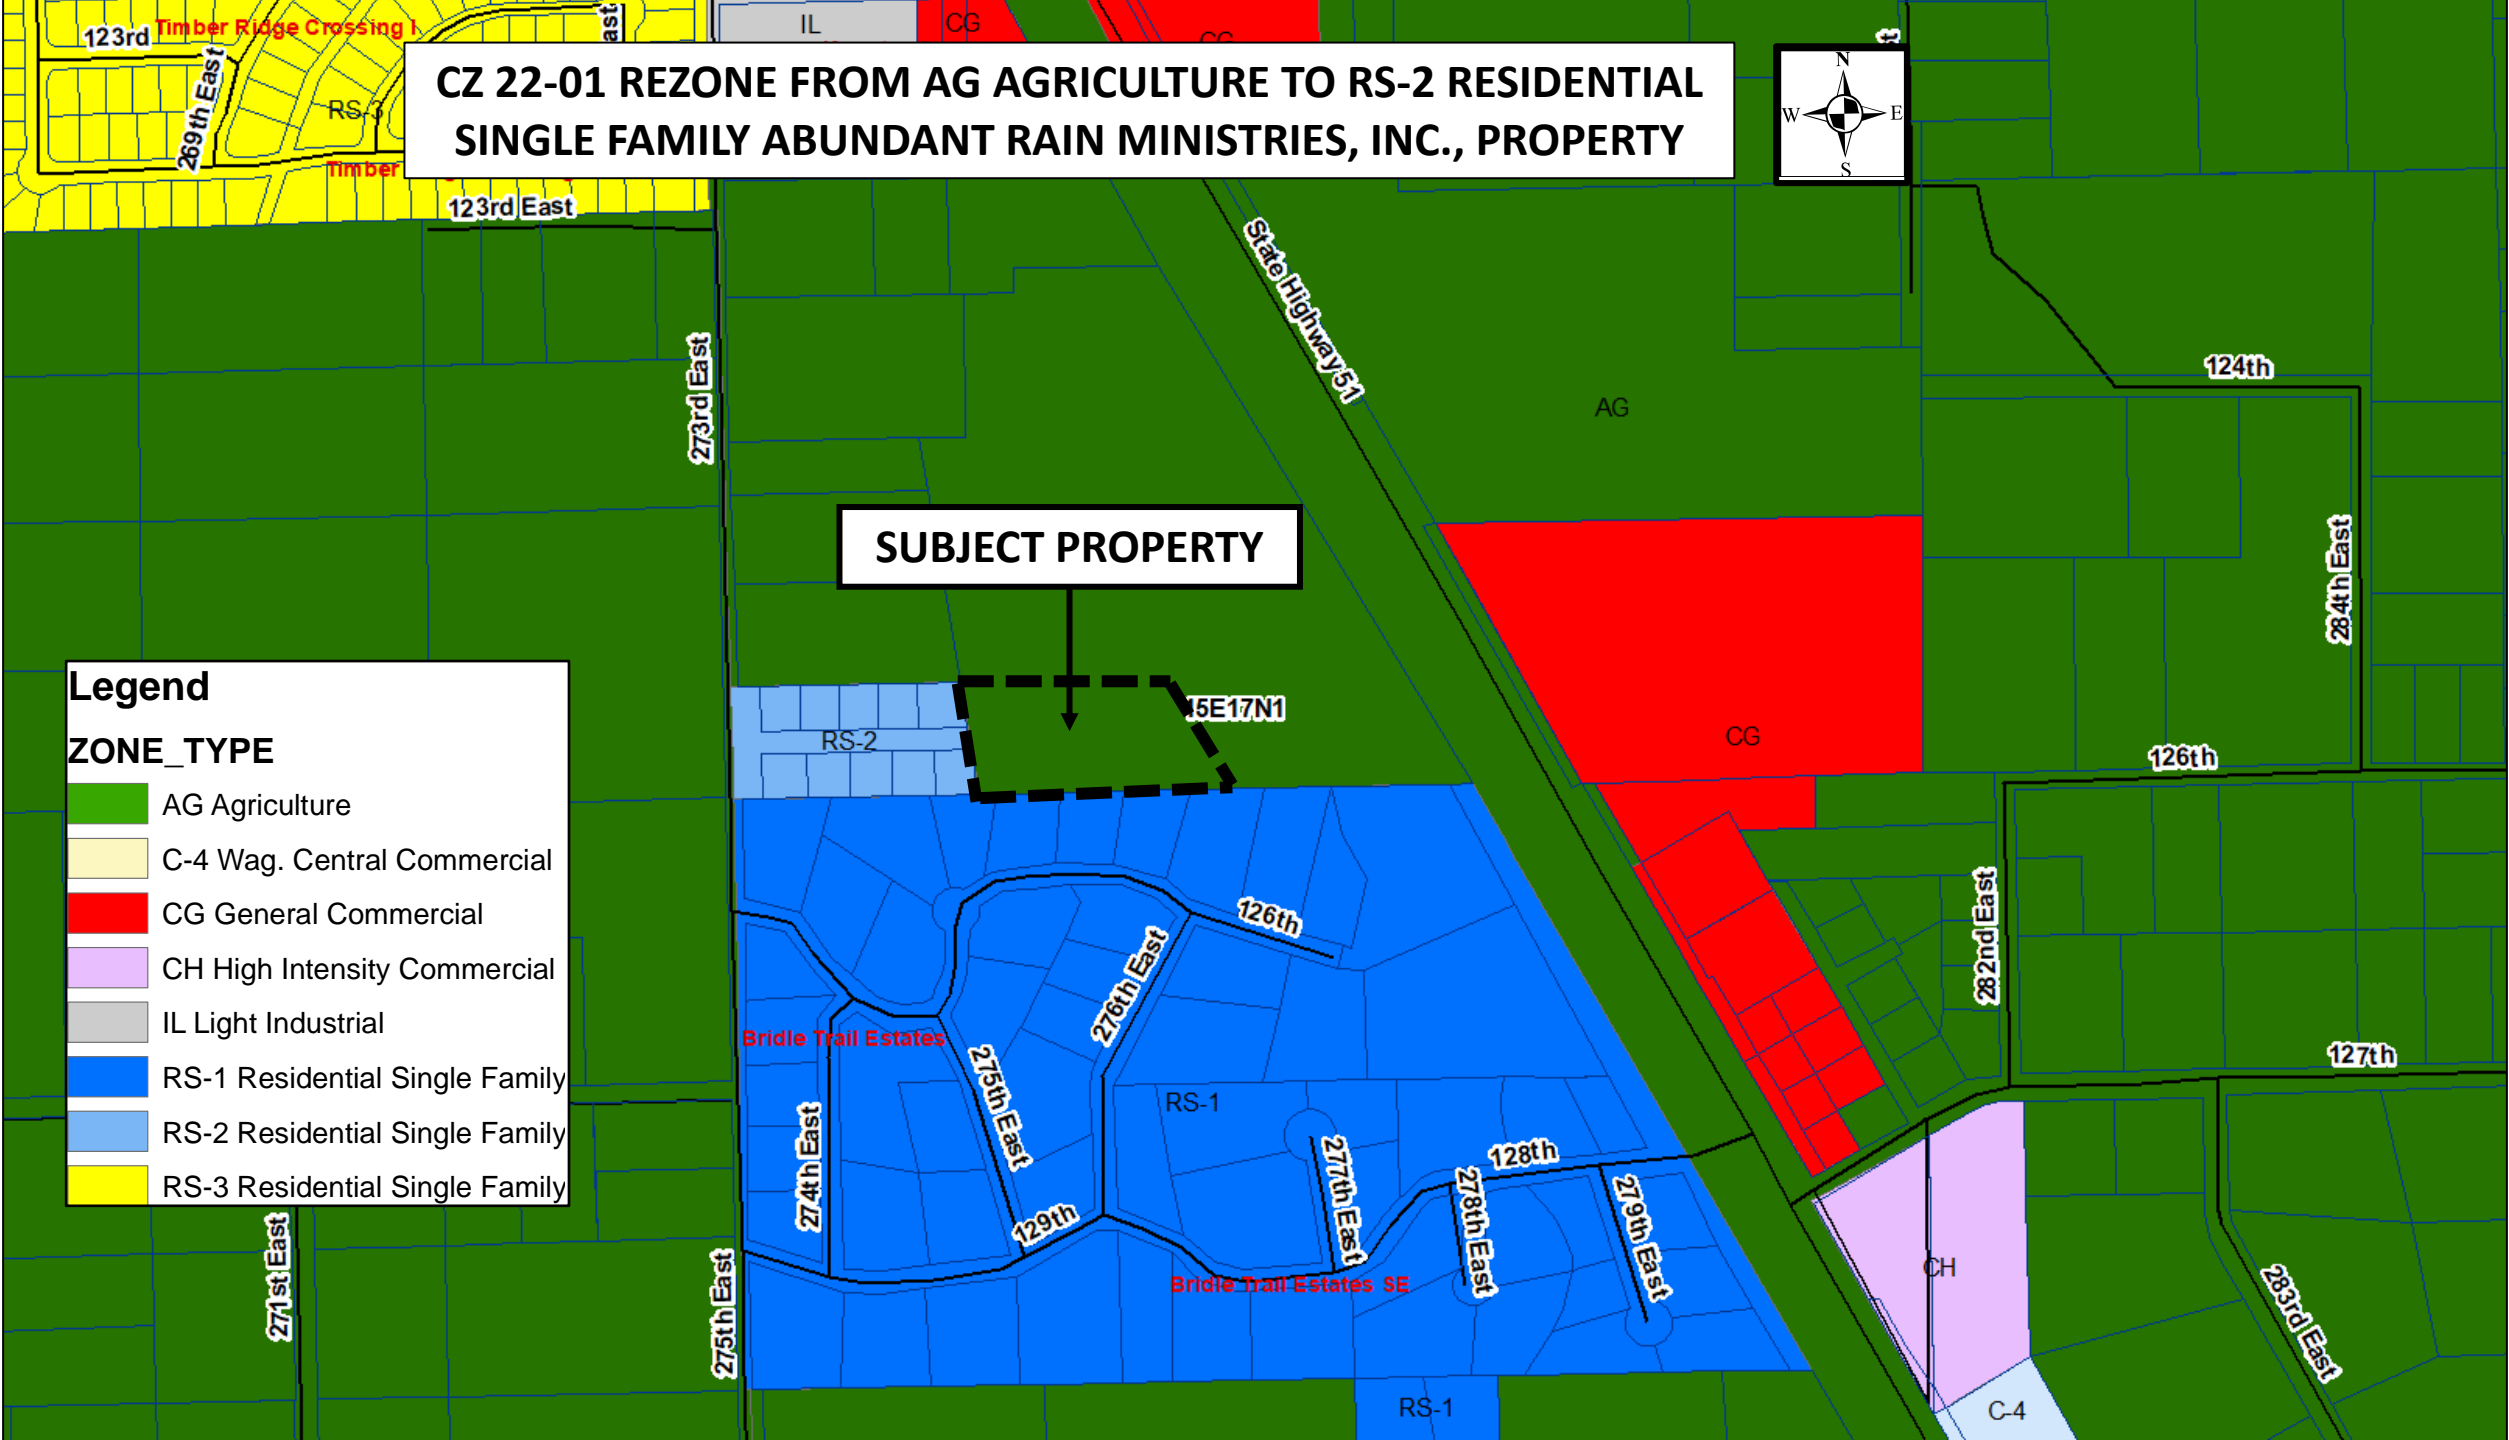 123rd
Timber Ridge Crossing I
269th East
RS-3
Timber
123rd East
IL
CG
CZ 22-01 REZONE FROM AG AGRICULTURE TO RS-2 RESIDENTIAL
SINGLE FAMILY ABUNDANT RAIN MINISTRIES, INC., PROPERTY
N
W
E
S
State Highway 51
273rd East
AG
124th
284th East
SUBJECT PROPERTY
15E17N1
RS-2
CG
126th
Legend
ZONE_TYPE
AG Agriculture
C-4 Wag. Central Commercial
CG General Commercial
CH High Intensity Commercial
IL Light Industrial
RS-1 Residential Single Family
RS-2 Residential Single Family
RS-3 Residential Single Family
126th
276th East
282nd East
Bridle Trail Estates
275th East
274th East
RS-1
127th
129th
277th East
128th
278th East
279th East
Bridle Trail Estates SE
271st East
275th East
CH
283rd East
RS-1
C-4